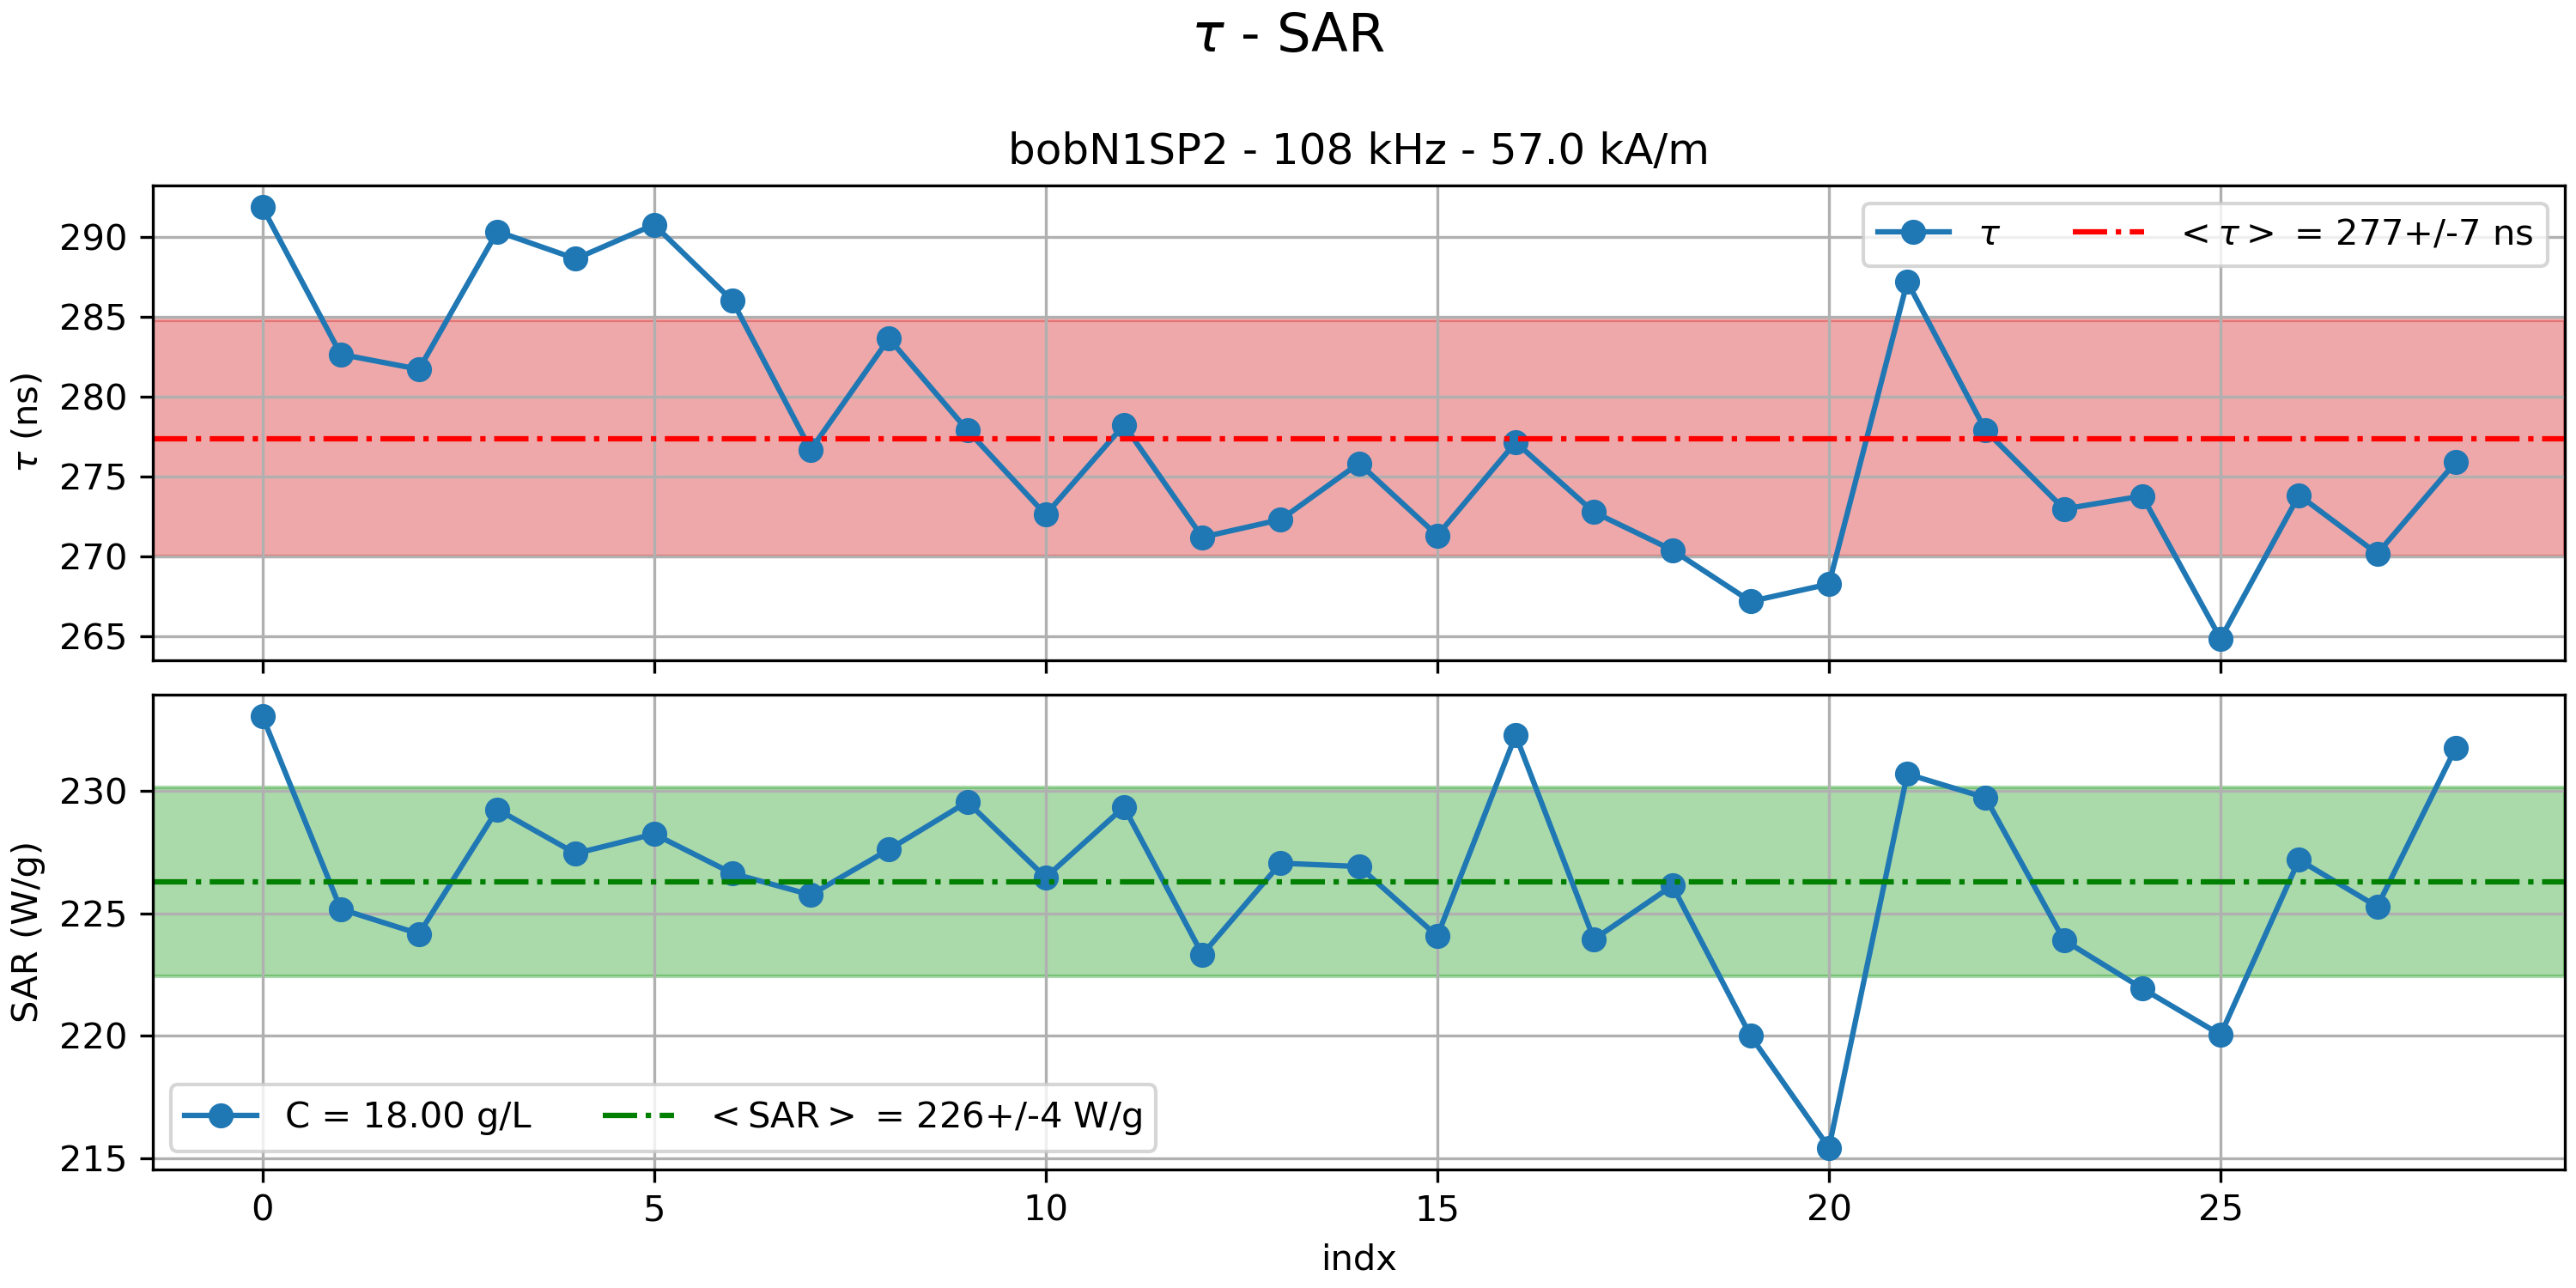 τ - SAR
bobN1SP2 - 108 kHz - 57.0 kA/m
τ (ns)
290
285
280
275
270
265
τ
<τ> = 277+/-7 ns
SAR (W/g)
230
225
220
215
C = 18.00 g/L
<SAR> = 226+/-4 W/g
0 5 10 15 20 25
indx